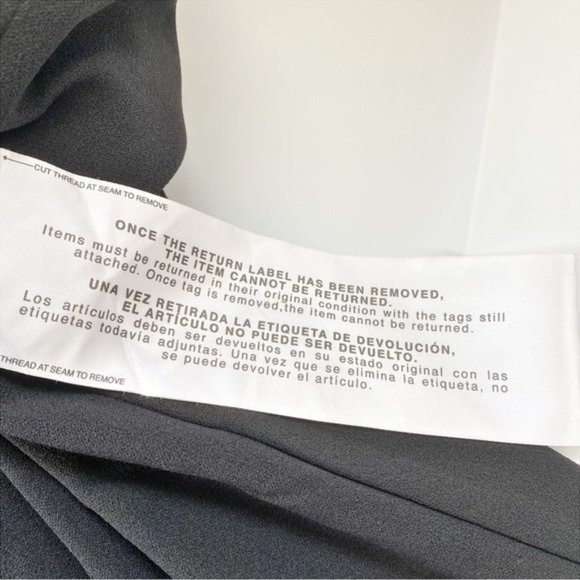 CUT THREAD AT SEAM TO REMOVE
ONCE THE RETURN LABEL HAS BEEN REMOVED,
THE ITEM CANNOT BE RETURNED.
Items must be returned in their original condition with the tags still
attached. Once tag is removed,the item cannot be returned.
UNA VEZ RETIRADA LA ETIQUETA DE DEVOLUCIÓN,
EL ARTÍCULO NO PUEDE SER DEVUELTO.
Los artículos deben ser devueltos en su estado original con las
etiquetas todavía adjuntas. Una vez que se elimina la etiqueta, no
se puede devolver el artículo.
THREAD AT SEAM TO REMOVE